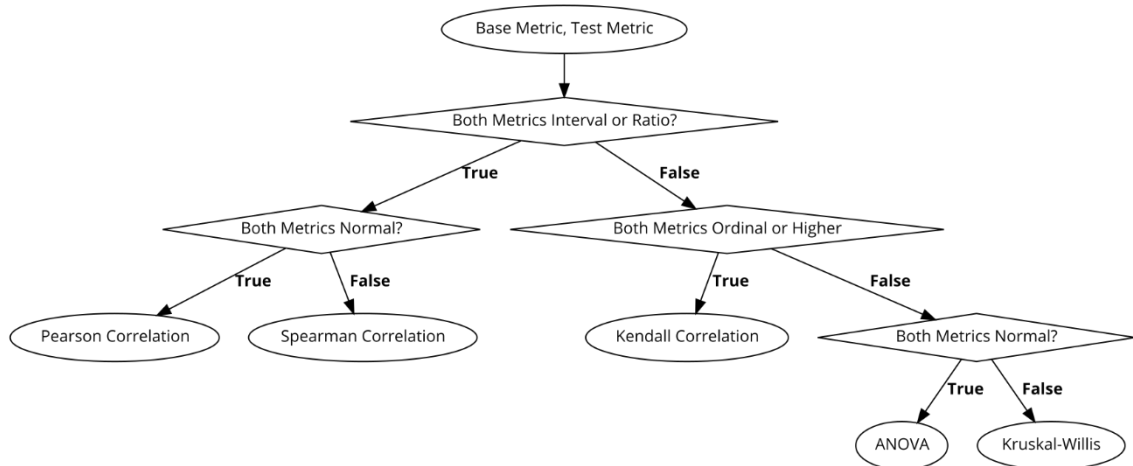 Base Metric, Test Metric
Both Metrics Interval or Ratio?
True
False
Both Metrics Normal?
Both Metrics Ordinal or Higher
True
False
True
False
Pearson Correlation
Spearman Correlation
Kendall Correlation
Both Metrics Normal?
True
False
ANOVA
Kruskal-Willis